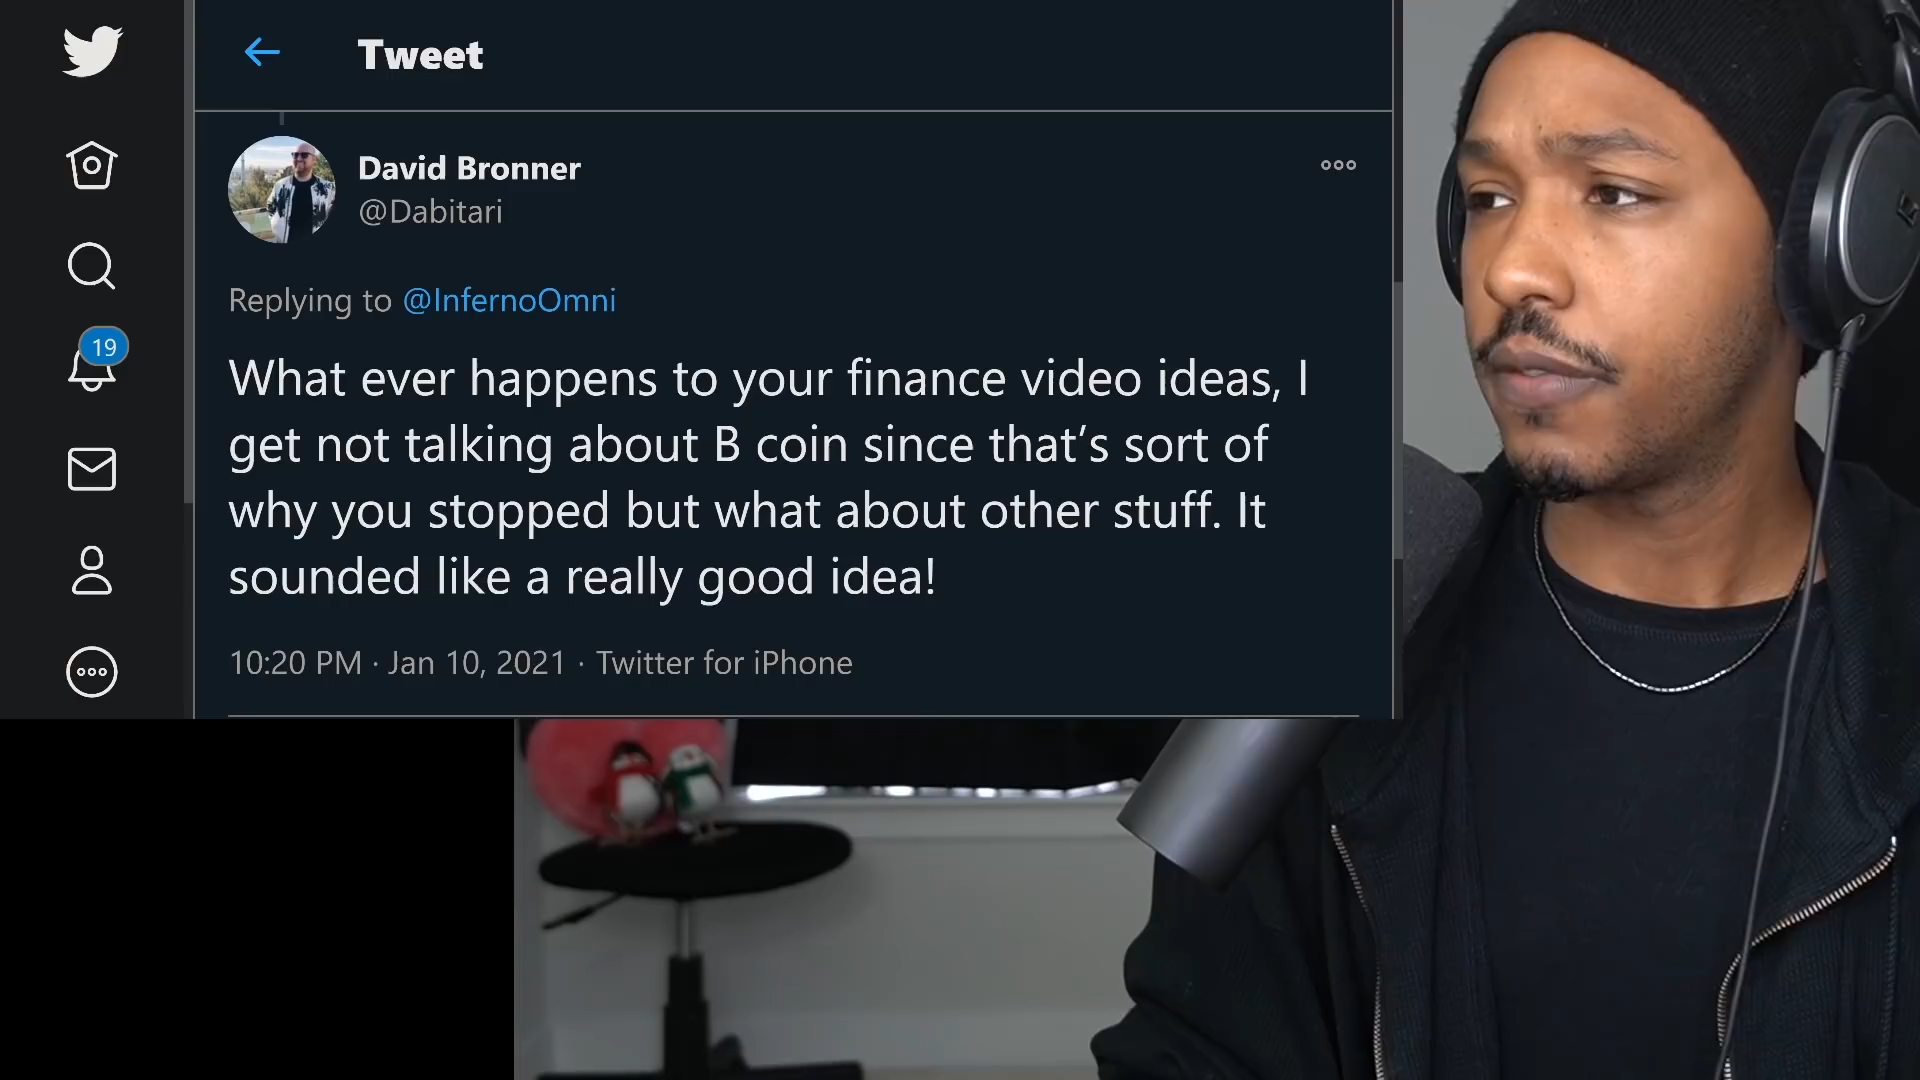 Tweet
David Bronner
@Dabitari
Replying to @InfernoOmni
19
What ever happens to your finance video ideas, I
get not talking about B coin since that’s sort of
why you stopped but what about other stuff. It
sounded like a really good idea!
10:20 PM · Jan 10, 2021 · Twitter for iPhone